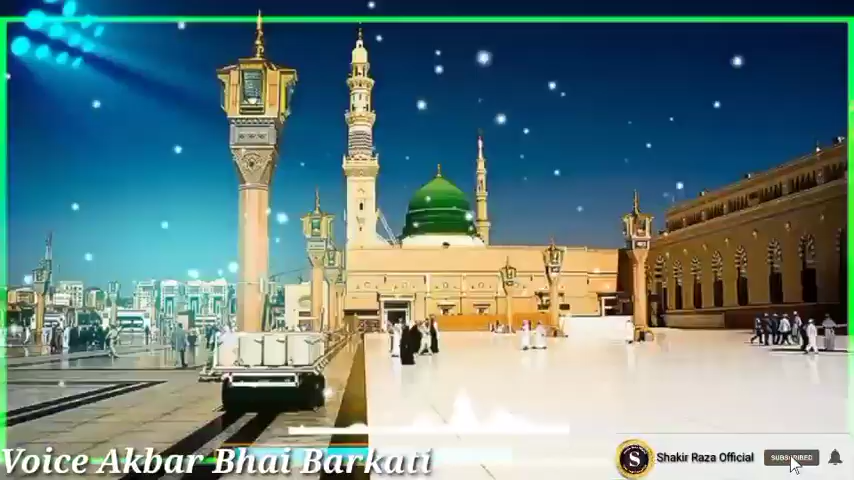 Voice Akbar Bhai Barkati
S
Shakir Raza Official
SUBSCRIBED